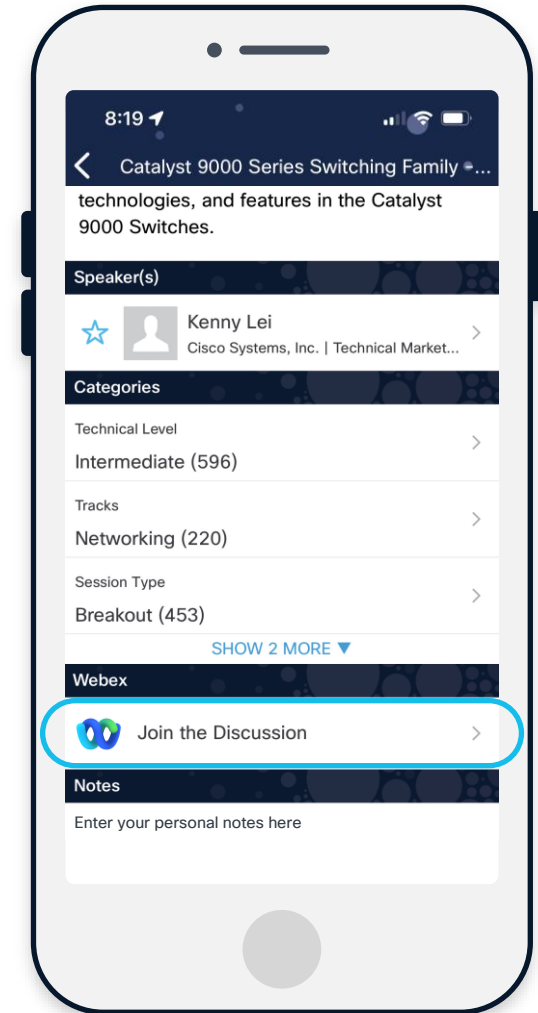 8:19
Catalyst 9000 Series Switching Family -...
technologies, and features in the Catalyst
9000 Switches.
Speaker(s)
Kenny Lei
Cisco Systems, Inc. | Technical Market...
Categories
Technical Level
Intermediate (596)
Tracks
Networking (220)
Session Type
Breakout (453)
SHOW 2 MORE ▼
Webex
Join the Discussion
Notes
Enter your personal notes here